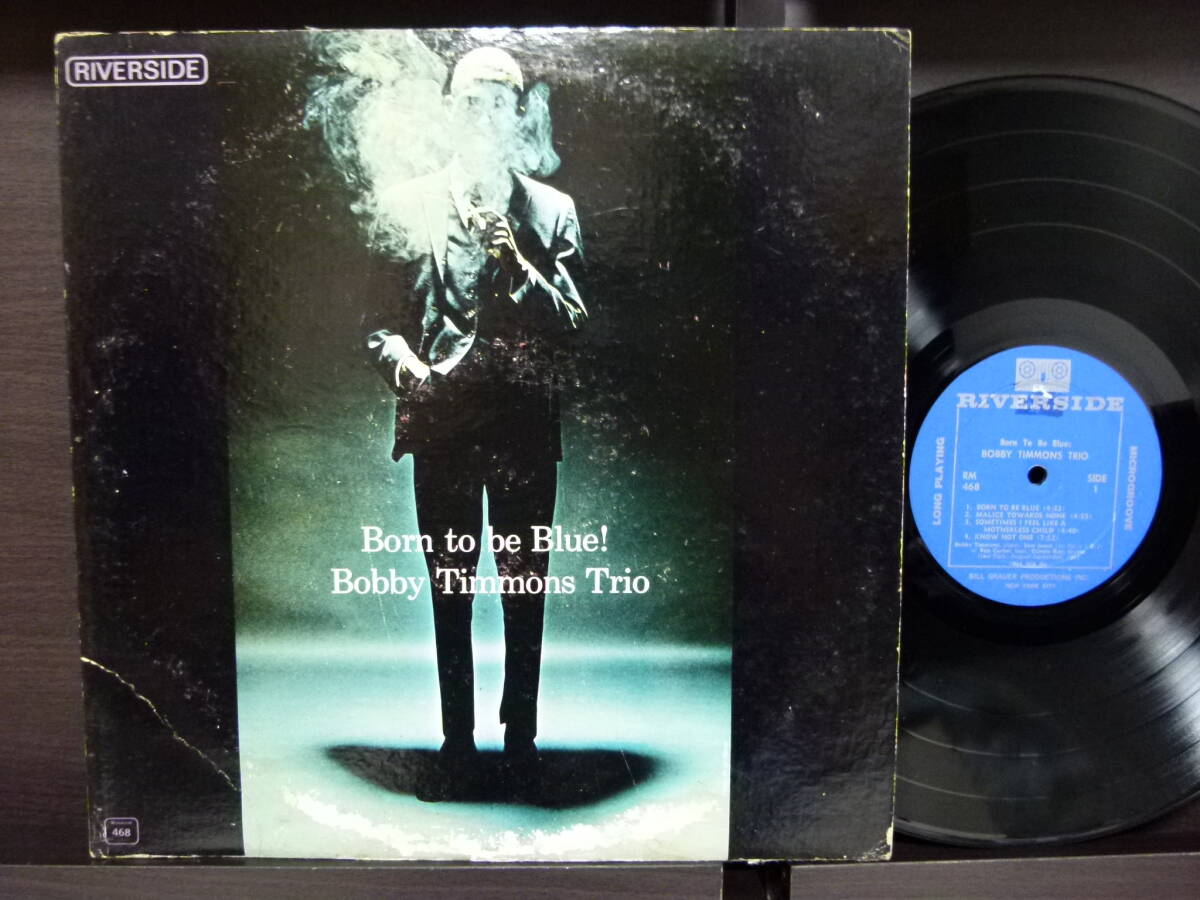 RIVERSIDE
Born to be Blue!
Bobby Timmons Trio
468
RIVERSIDE
Born To Be Blue:
BOBBY TIMMONS TRIO
RM
468
SIDE
1
LONG PLAYING
MICROGROOVE
1. BORN TO BE BLUE
2. MALICE TOWARDS NONE
3. SOMETIMES I FEEL LIKE A
MOTHERLESS CHILD
4. KNOW NOT ONE
BILL GRAUER PRODUCTIONS INC.
NEW YORK CITY